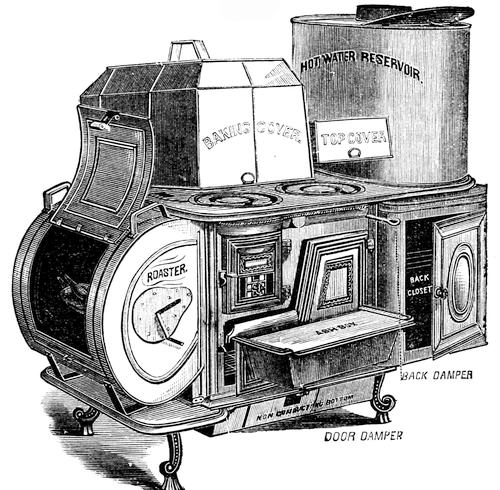 HOT WATER RESERVOIR.
BAKING COVER.
TOP COVER
ROASTER.
BACK
CLOSET
ASH BOX
BACK DAMPER
NON CONDUCTING BOTTOM
DOOR DAMPER